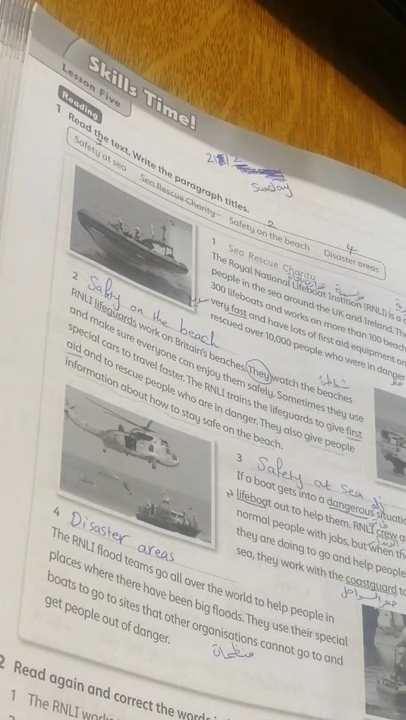 Skills Time!
Lesson Five
Reading
1 Read the text. Write the paragraph titles.
Sunday
3
2
4
Safety at sea Sea Rescue Charity Safety on the beach Disaster areas
1 Sea Rescue Charity
The Royal National Lifeboat Institition (RNLI) is a
people in the sea around the UK and Ireland. The
300 lifeboats and works on more than 100 beach
very fast and have lots of first aid equipment on
rescued over 10,000 people who were in danger
2 Safety on the beach
RNLI lifeguards work on Britain's beaches. They watch the beaches
and make sure everyone can enjoy them safely. Sometimes they use
special cars to travel faster. The RNLI trains the lifeguards to give first
aid and to rescue people who are in danger. They also give people
information about how to stay safe on the beach.
3 Safety at sea
If a boat gets into a dangerous situatio
lifeboat out to help them. RNLI crew a
normal people with jobs, but when the
they are doing to go and help people
sea, they work with the coastguard to
4 Disaster areas
The RNLI flood teams go all over the world to help people in
places where there have been big floods. They use their special
boats to go to sites that other organisations cannot go to and
get people out of danger.
منظمات
2 Read again and correct the words
1 The RNLI works